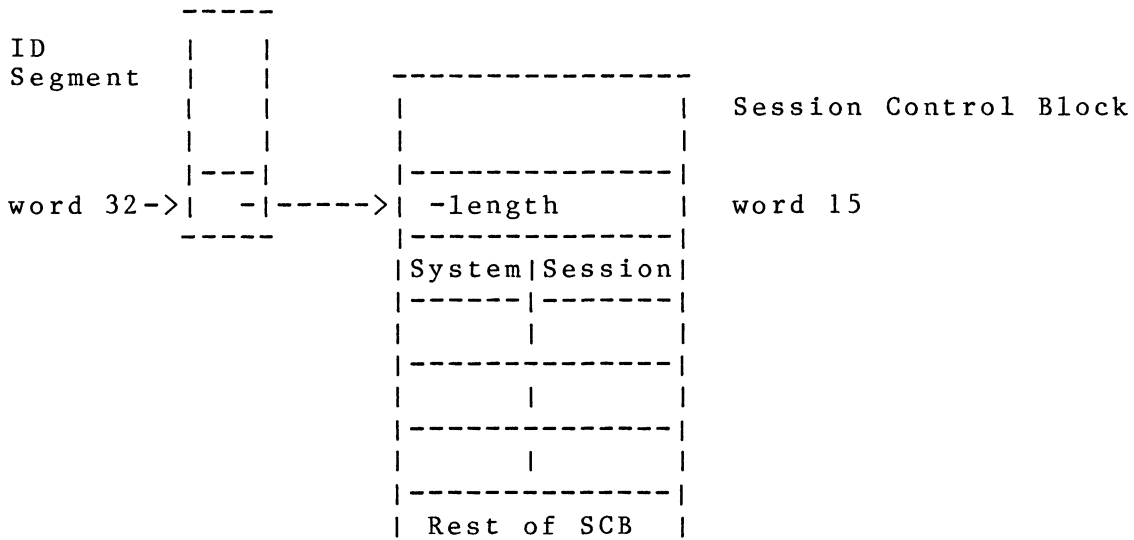 ID
Segment
Session Control Block
word 32-> -length word 15
System Session
Rest of SCB